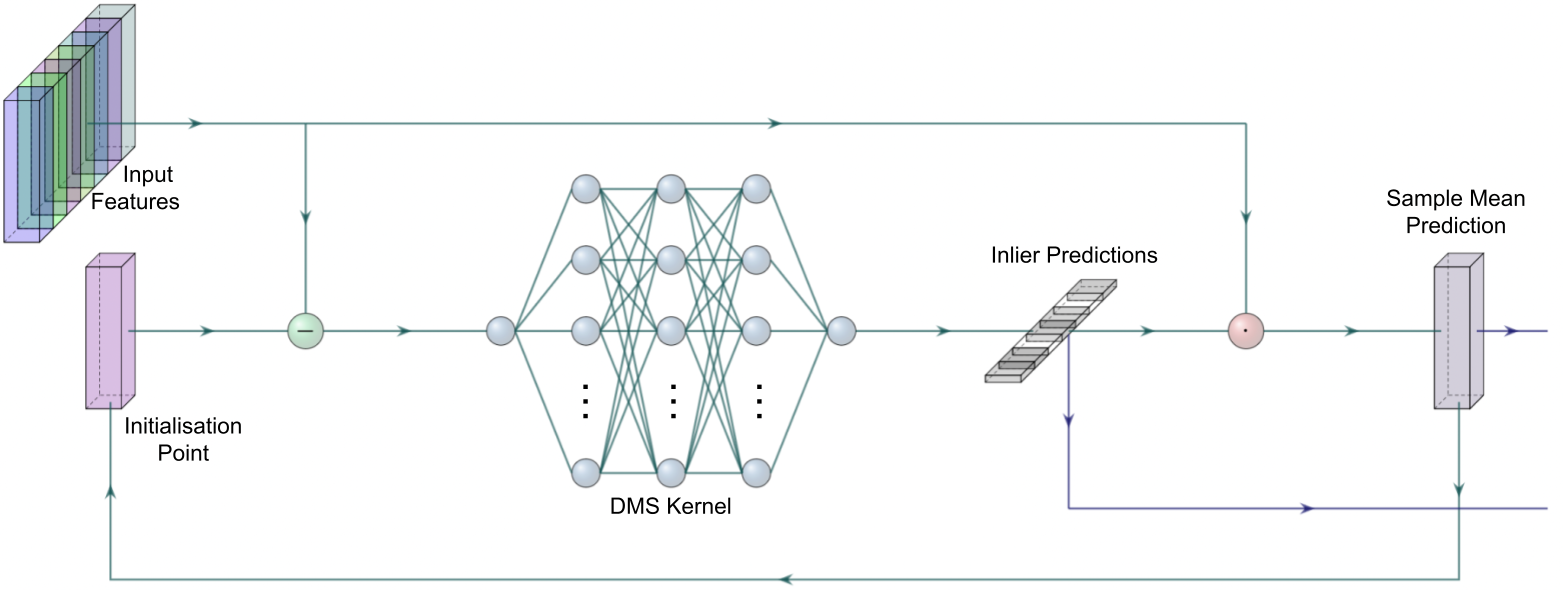 Input
Features
Initialisation
Point
DMS Kernel
Inlier Predictions
Sample Mean
Prediction